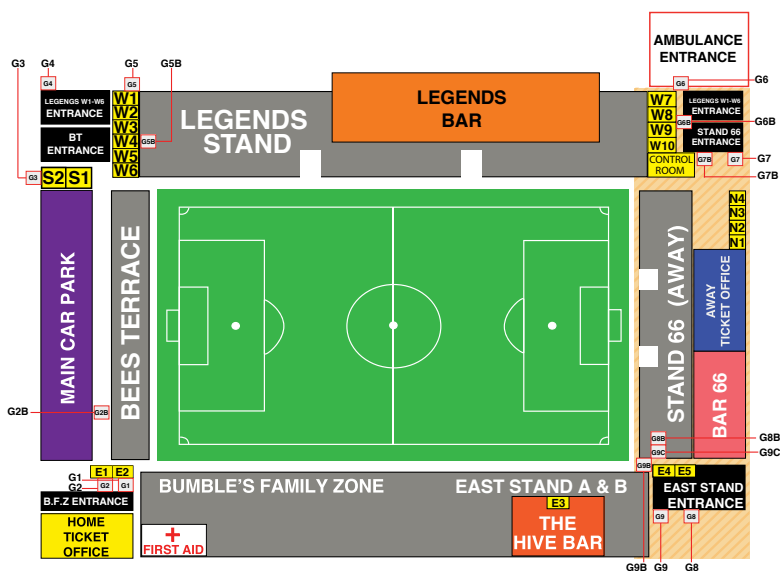 AMBULANCE
ENTRANCE
G3
G4
G5
G5B
G6
G4
G5
G6
LEGENGS W1-W6
ENTRANCE
BT
ENTRANCE
W1
W2
W3
W4
W5
W6
G5B
LEGENDS
STAND
LEGENDS
BAR
W7
W8
W9
W10
CONTROL
ROOM
G6B
LEGENGS W1-W6
ENTRANCE
STAND 66
ENTRANCE
G6B
G7B
G7
G7
G7B
G3
S2
S1
N4
N3
N2
N1
MAIN CAR PARK
BEES TERRACE
STAND 66 (AWAY)
AWAY
TICKET OFFICE
BAR 66
G2B
G2B
G8B
G8B
G9C
G9C
G9B
G1
G2
E1
E2
G2
G1
B.F.Z ENTRANCE
HOME
TICKET
OFFICE
BUMBLE'S FAMILY ZONE
EAST STAND A & B
E3
THE
HIVE BAR
FIRST AID
E4
E5
EAST STAND
ENTRANCE
G9
G8
G9B
G9
G8